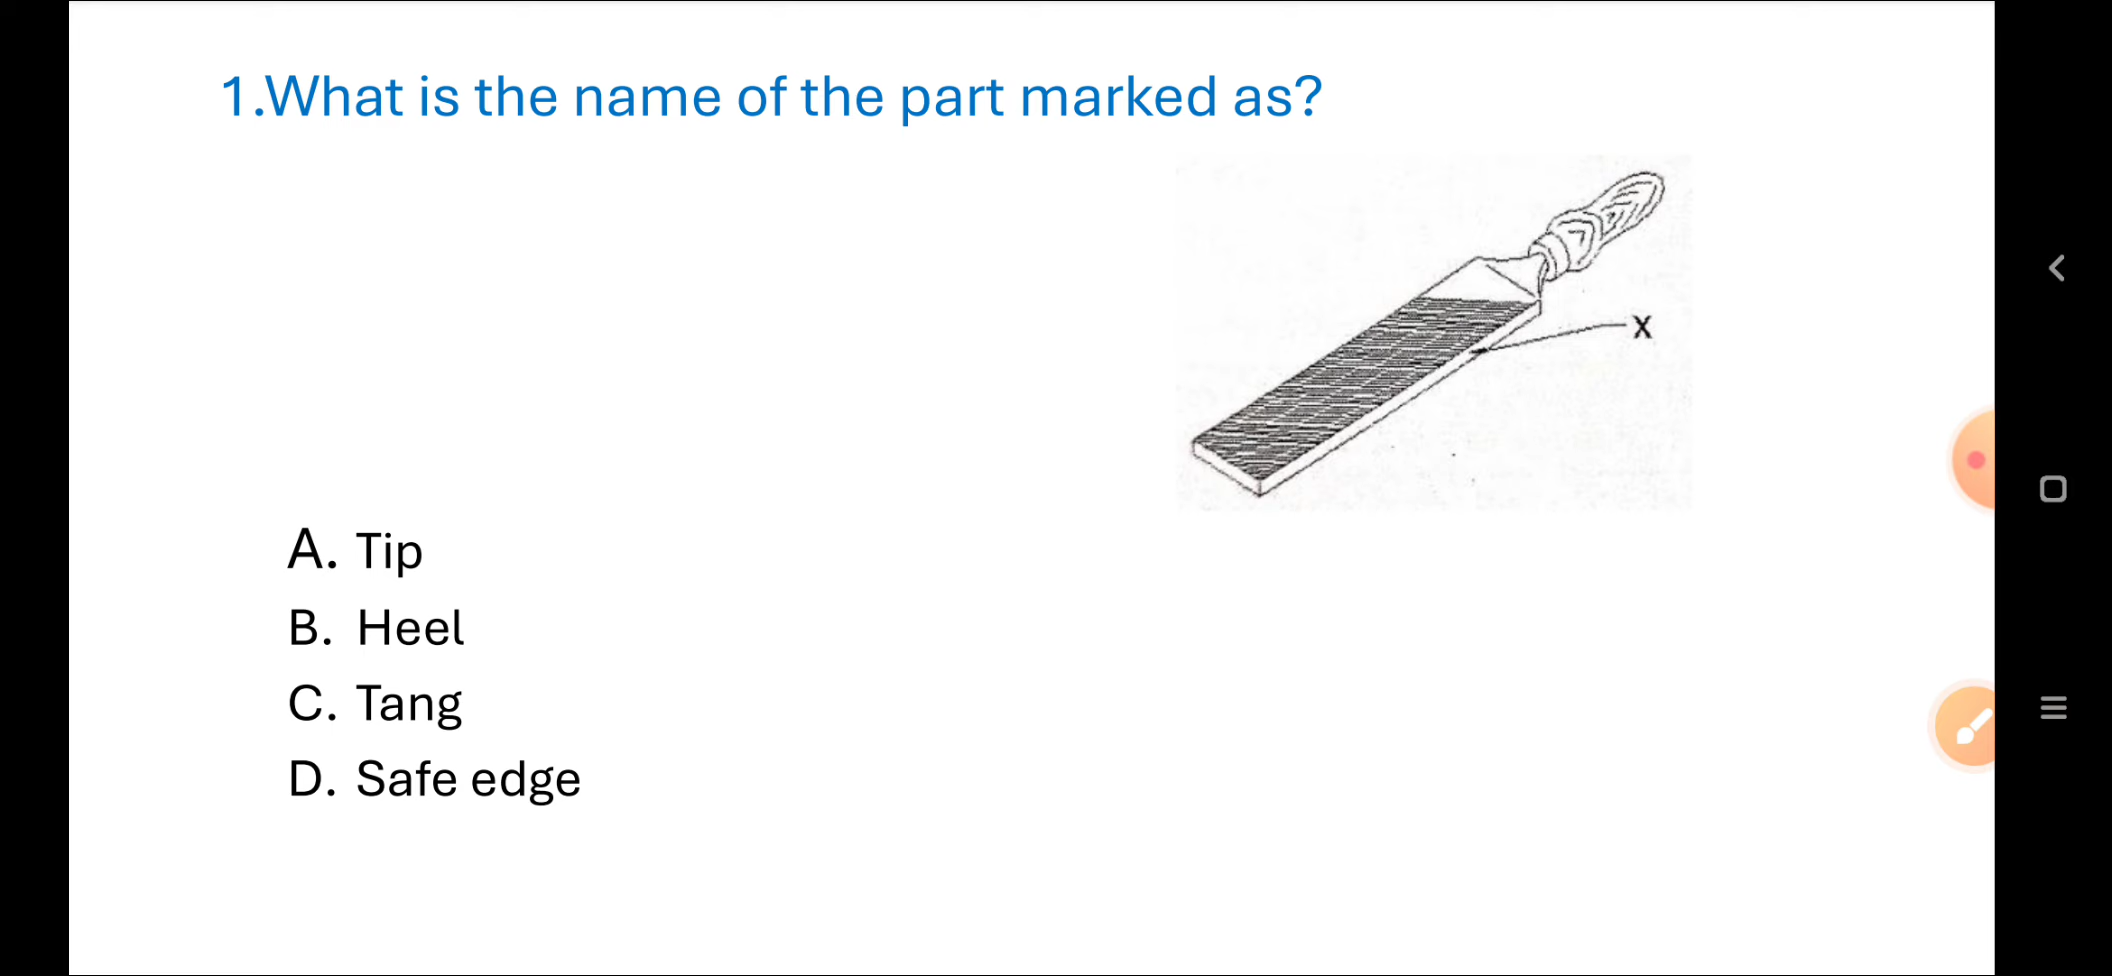 1.What is the name of the part marked as?
X
A. Tip
B. Heel
C. Tang
D. Safe edge